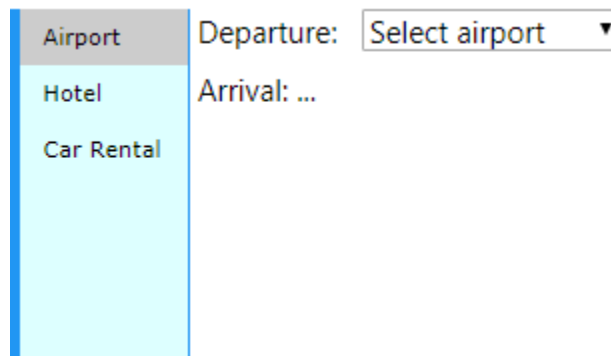 Airport
Hotel
Car Rental
Departure: Select airport
Arrival: ...